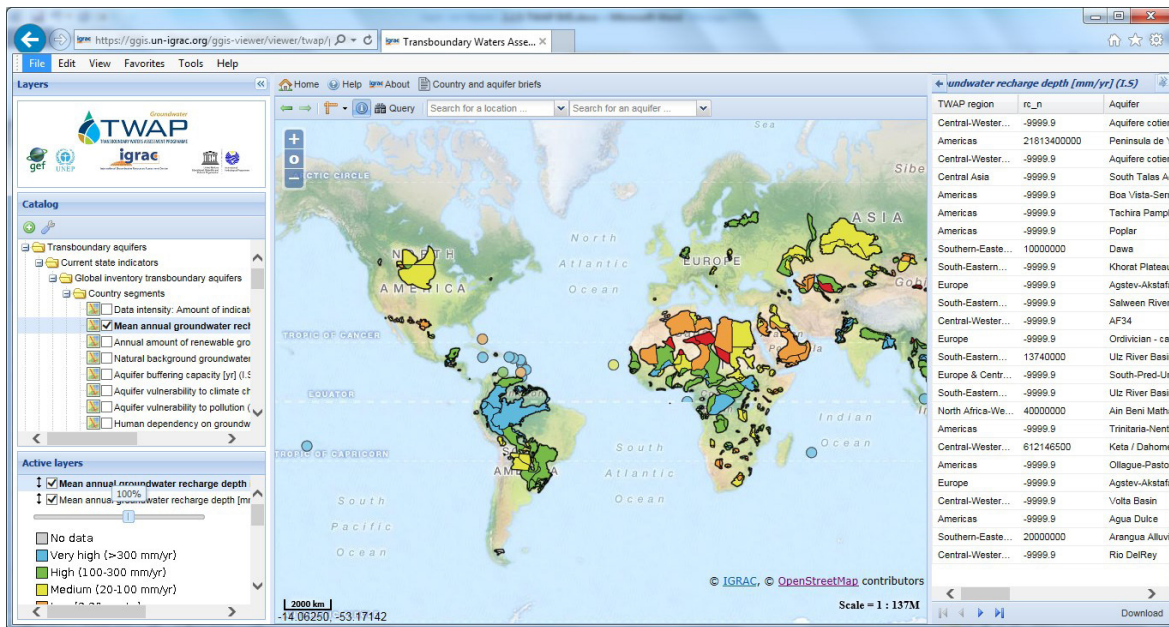 https://ggis.un-igrac.org/ggis-viewer/viewer/twap/
Transboundary Waters Asse...
File Edit View Favorites Tools Help
Layers
Groundwater
TWAP
TRANSBOUNDARY WATERS ASSESSMENT PROGRAMME
gef
UNEP
igrac
Catalog
Transboundary aquifers
Current state indicators
Global inventory transboundary aquifers
Country segments
Data intensity: Amount of indicat
Mean annual groundwater rech
Annual amount of renewable gro
Natural background groundwater
Aquifer buffering capacity [yr] (I.S
Aquifer vulnerability to climate ch
Aquifer vulnerability to pollution (
Human dependency on groundw
Active layers
Mean annual groundwater recharge depth
100%
Mean annual groundwater recharge depth [mm
No data
Very high (>300 mm/yr)
High (100-300 mm/yr)
Medium (20-100 mm/yr)
Home Help igrac About Country and aquifer briefs
Query Search for a location ... Search for an aquifer ...
Sea
ARCTIC CIRCLE
Sibe
ASIA
North
Atlantic
Ocean
NORTH
AMERICA
EUROPE
Gobi
TROPIC OF CANCER
EQUATOR
Indian
Ocean
TROPIC OF CAPRICORN
South
Atlantic
Ocean
South
Pacific
Ocean
© IGRAC, © OpenStreetMap contributors
2000 km
Scale = 1 : 137M
-14.06250, -53.17142
oundwater recharge depth [mm/yr] (I.S)
TWAP region rc_n Aquifer
Central-Wester... -9999.9 Aquifere cotier
Americas 21813400000 Peninsula de Y
Central-Wester... -9999.9 Aquifere cotier
Central Asia -9999.9 South Talas A
Americas -9999.9 Boa Vista-Serr
Americas -9999.9 Tachira Pampl
Americas -9999.9 Poplar
Southern-Easte... 10000000 Dawa
South-Eastern... -9999.9 Khorat Plateau
Europe -9999.9 Agstev-Akstafa
South-Eastern... -9999.9 Salween River
Central-Wester... -9999.9 AF34
Europe -9999.9 Ordivician - ca
South-Eastern... 13740000 Ulz River Basi
Europe & Centr... -9999.9 South-Pred-Ur
South-Eastern... -9999.9 Ulz River Basi
North Africa-We... 40000000 Ain Beni Math
Americas -9999.9 Trinitaria-Nent
Central-Wester... 612146500 Keta / Dahome
Americas -9999.9 Ollague-Pasto
Europe -9999.9 Agstev-Akstafa
Central-Wester... -9999.9 Volta Basin
Americas -9999.9 Agua Dulce
Southern-Easte... 20000000 Arangua Alluvi
Central-Wester... -9999.9 Rio DelRey
Download